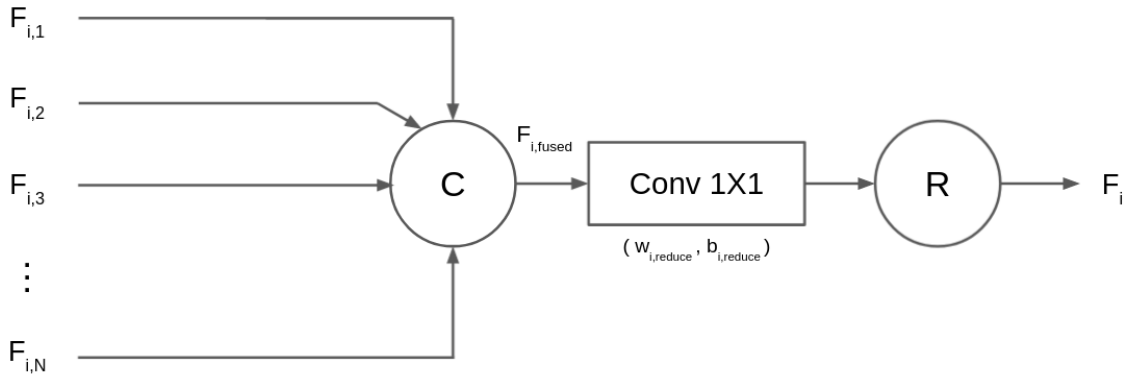 F_{i,1}
F_{i,2}
F_{i,3}
⋮
F_{i,N}
C
F_{i,fused}
Conv 1X1
( w_{i,reduce} , b_{i,reduce} )
R
F_i